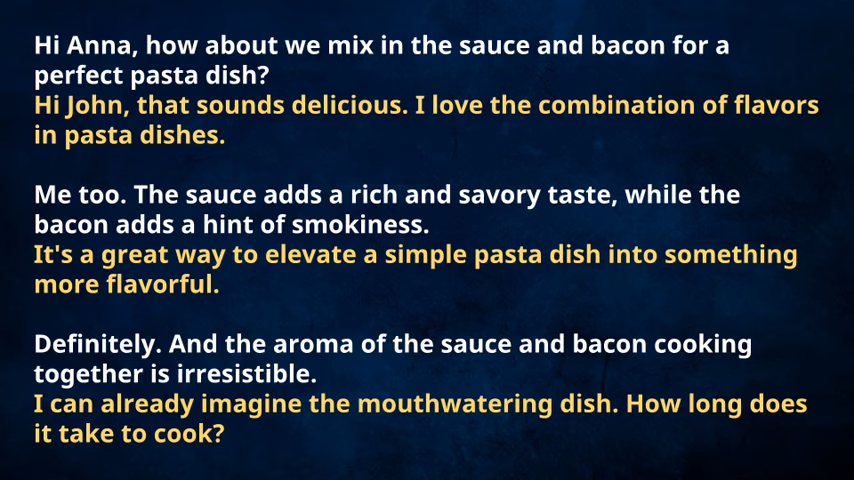 Hi Anna, how about we mix in the sauce and bacon for a
perfect pasta dish?
Hi John, that sounds delicious. I love the combination of flavors
in pasta dishes.
Me too. The sauce adds a rich and savory taste, while the
bacon adds a hint of smokiness.
It's a great way to elevate a simple pasta dish into something
more flavorful.
Definitely. And the aroma of the sauce and bacon cooking
together is irresistible.
I can already imagine the mouthwatering dish. How long does
it take to cook?